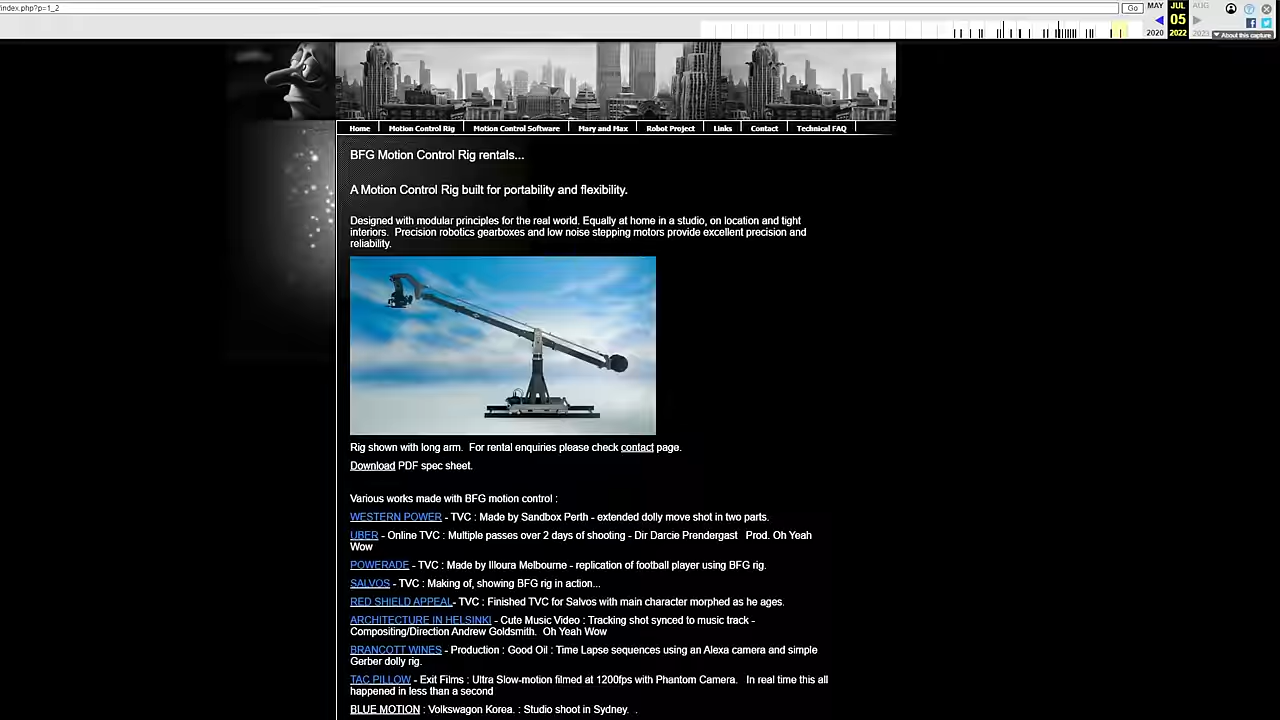 /index.php?p=1_2
Go
MAY
JUL
AUG
05
2020
2022
2023
About this capture
Home
Motion Control Rig
Motion Control Software
Mary and Max
Robot Project
Links
Contact
Technical FAQ
BFG Motion Control Rig rentals...
A Motion Control Rig built for portability and flexibility.
Designed with modular principles for the real world. Equally at home in a studio, on location and tight
interiors. Precision robotics gearboxes and low noise stepping motors provide excellent precision and
reliability.
Rig shown with long arm. For rental enquiries please check contact page.
Download PDF spec sheet.
Various works made with BFG motion control :
WESTERN POWER - TVC : Made by Sandbox Perth - extended dolly move shot in two parts.
UBER - Online TVC : Multiple passes over 2 days of shooting - Dir Darcie Prendergast Prod. Oh Yeah
Wow
POWERADE - TVC : Made by Illoura Melbourne - replication of football player using BFG rig.
SALVOS - TVC : Making of, showing BFG rig in action...
RED SHIELD APPEAL- TVC : Finished TVC for Salvos with main character morphed as he ages.
ARCHITECTURE IN HELSINKI - Cute Music Video : Tracking shot synced to music track -
Compositing/Direction Andrew Goldsmith. Oh Yeah Wow
BRANCOTT WINES - Production : Good Oil : Time Lapse sequences using an Alexa camera and simple
Gerber dolly rig.
TAC PILLOW - Exit Films : Ultra Slow-motion filmed at 1200fps with Phantom Camera. In real time this all
happened in less than a second
BLUE MOTION : Volkswagon Korea. : Studio shoot in Sydney. .